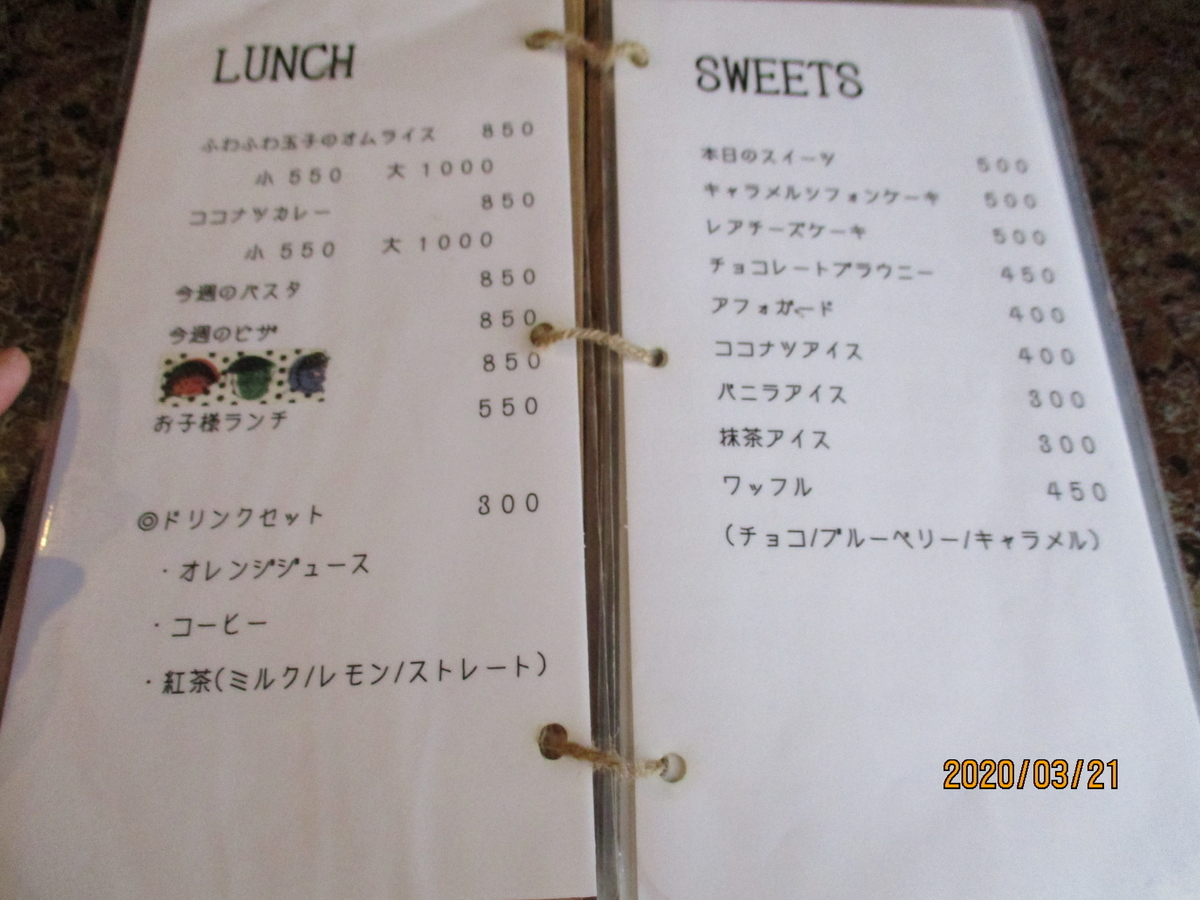 LUNCH
ふわふわ玉子のオムライス 850
小 550 大 1000
ココナツカレー 850
小 550 大 1000
今週のパスタ 850
今週のピザ 850
850
お子様ランチ 550
◎ドリンクセット 300
・オレンジジュース
・コーヒー
・紅茶(ミルク/レモン/ストレート)
SWEETS
本日のスイーツ 500
キャラメルシフォンケーキ 500
レアチーズケーキ 500
チョコレートブラウニー 450
アフォガード 400
ココナツアイス 400
バニラアイス 300
抹茶アイス 300
ワッフル 450
(チョコ/ブルーベリー/キャラメル)
2020/03/21